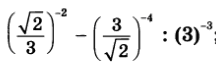 (√2/3)⁻² − (3/√2)⁻⁴ : (3)⁻³;